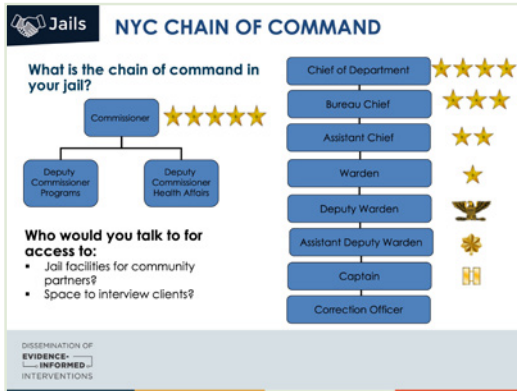 Jails
NYC CHAIN OF COMMAND
What is the chain of command in
your jail?
Commissioner
Deputy
Commissioner
Programs
Deputy
Commissioner
Health Affairs
Who would you talk to for
access to:
▪ Jail facilities for community
partners?
▪ Space to interview clients?
Chief of Department
Bureau Chief
Assistant Chief
Warden
Deputy Warden
Assistant Deputy Warden
Captain
Correction Officer
DISSEMINATION OF
EVIDENCE-
INFORMED
INTERVENTIONS